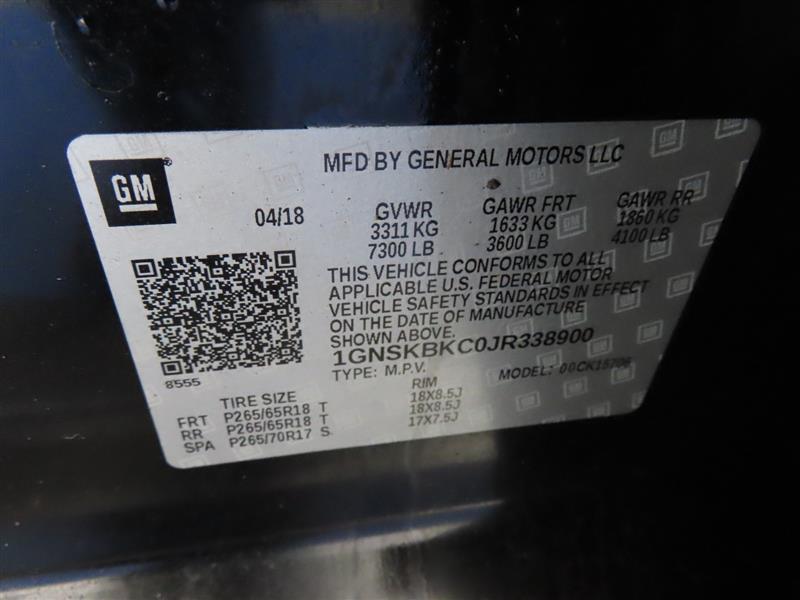 GM
MFD BY GENERAL MOTORS LLC
04/18
GVWR GAWR FRT GAWR RR
3311 KG 1633 KG 1860 KG
7300 LB 3600 LB 4100 LB
THIS VEHICLE CONFORMS TO ALL
APPLICABLE U.S. FEDERAL MOTOR
VEHICLE SAFETY STANDARDS IN EFFECT
ON THE DATE OF MANUFACTURE
SHOWN ABOVE.
1GNSKBKC0JR338900
TYPE: M.P.V. MODEL: 00CK15706
8555
TIRE SIZE RIM
FRT P265/65R18 T 18X8.5J
RR P265/65R18 T 18X8.5J
SPA P265/70R17 S 17X7.5J